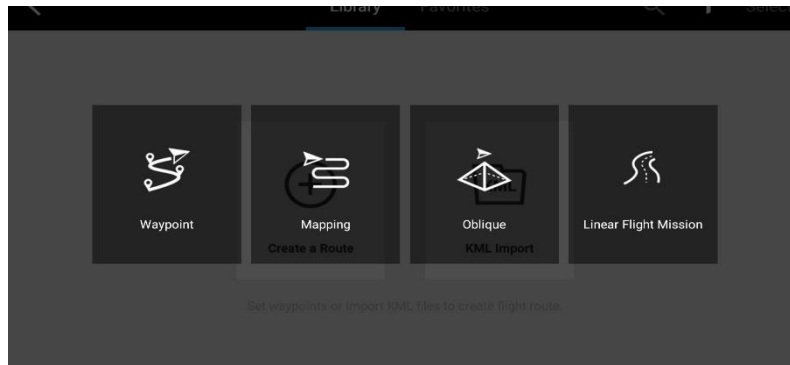 Library Favorites Select
Waypoint Mapping Oblique Linear Flight Mission
Create a Route KML Import
Set waypoints or import KML files to create flight route.